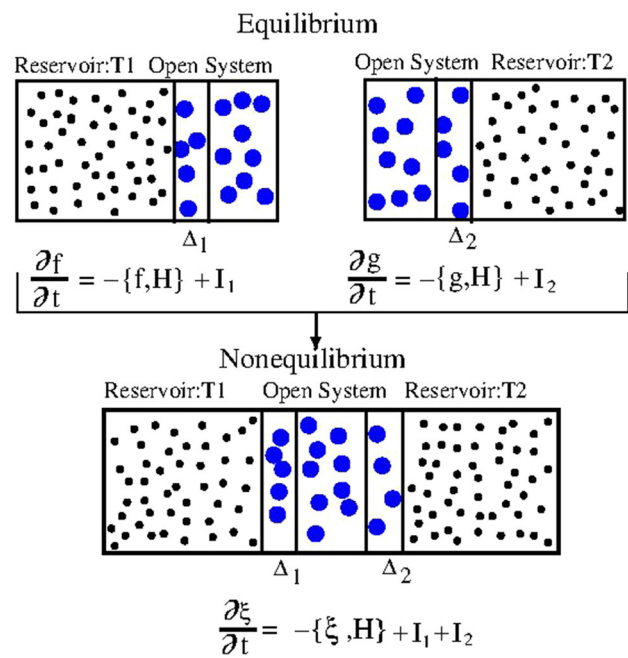 Equilibrium
Reservoir:T1 Open System
Open System Reservoir:T2
Δ₁
Δ₂
∂f/∂t = -{f,H} + I₁
∂g/∂t = -{g,H} + I₂
Nonequilibrium
Reservoir:T1 Open System Reservoir:T2
Δ₁ Δ₂
∂ξ/∂t = -{ξ,H} + I₁ + I₂